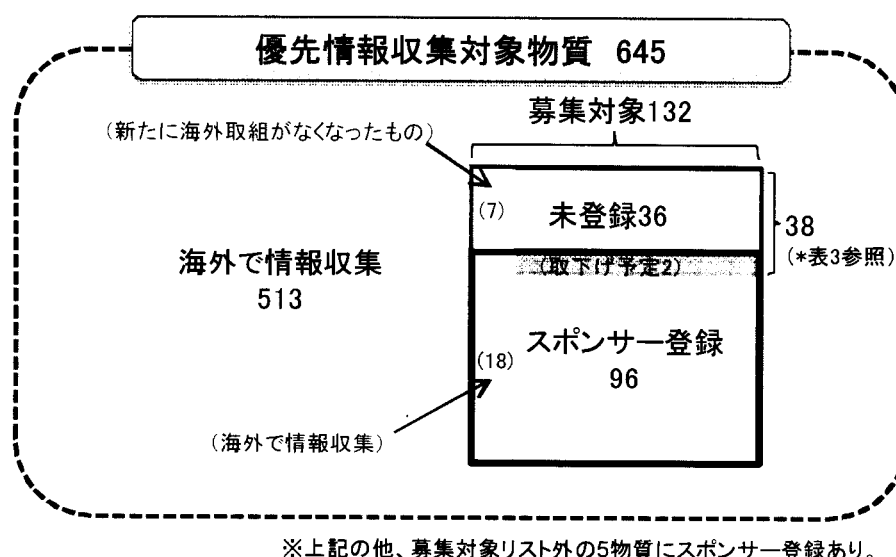 優先情報収集対象物質 645
募集対象132
(新たに海外取組がなくなったもの)
(7)
未登録36
38
(*表3参照)
(取下げ予定2)
海外で情報収集
513
スポンサー登録
96
(18)
(海外で情報収集)
※上記の他、募集対象リスト外の5物質にスポンサー登録あり。